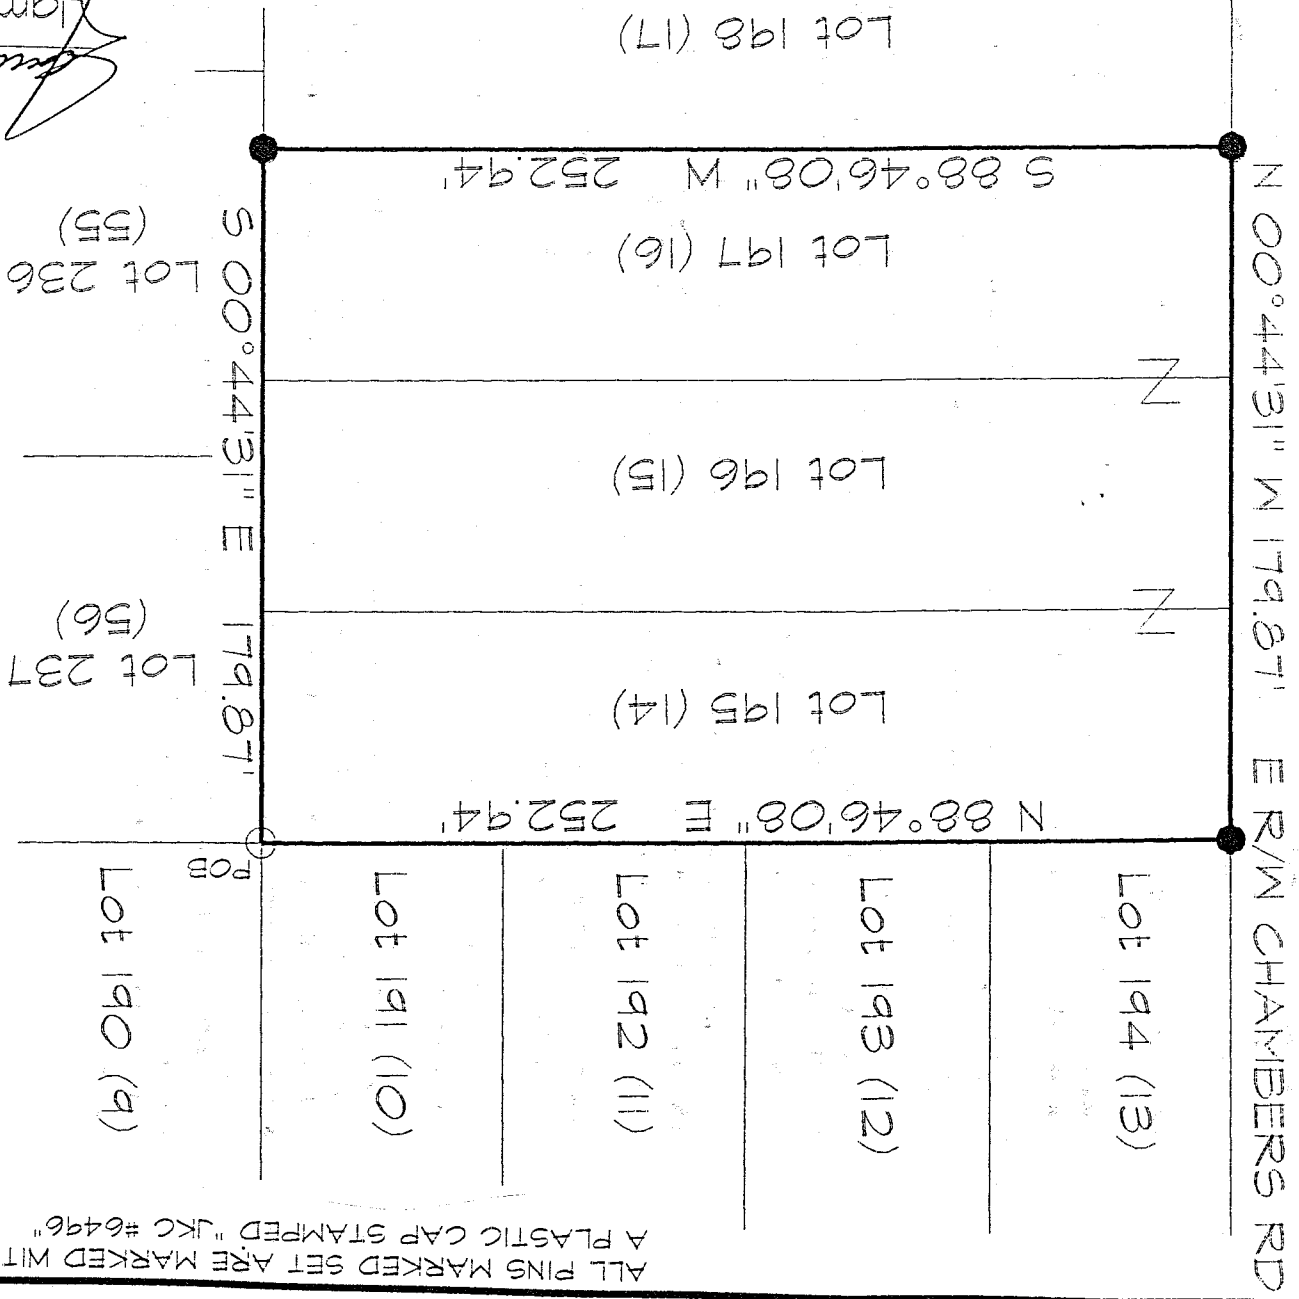 ALL PINS MARKED SET ARE MARKED WIT
A PLASTIC CAP STAMPED "JKC #6496"
Lot 194 (13)
Lot 193 (12)
Lot 192 (11)
Lot 191 (10)
Lot 190 (9)
POB
N 88°46'08" E 252.94'
Lot 195 (14)
Lot 237
(56)
Z
Lot 196 (15)
Z
Lot 197 (16)
Lot 236
(55)
S 88°46'08" W 252.94'
Lot 198 (17)
N 00°44'31" W 179.87' E R/W CHAMBERS RD
S 00°44'31" E 179.87'